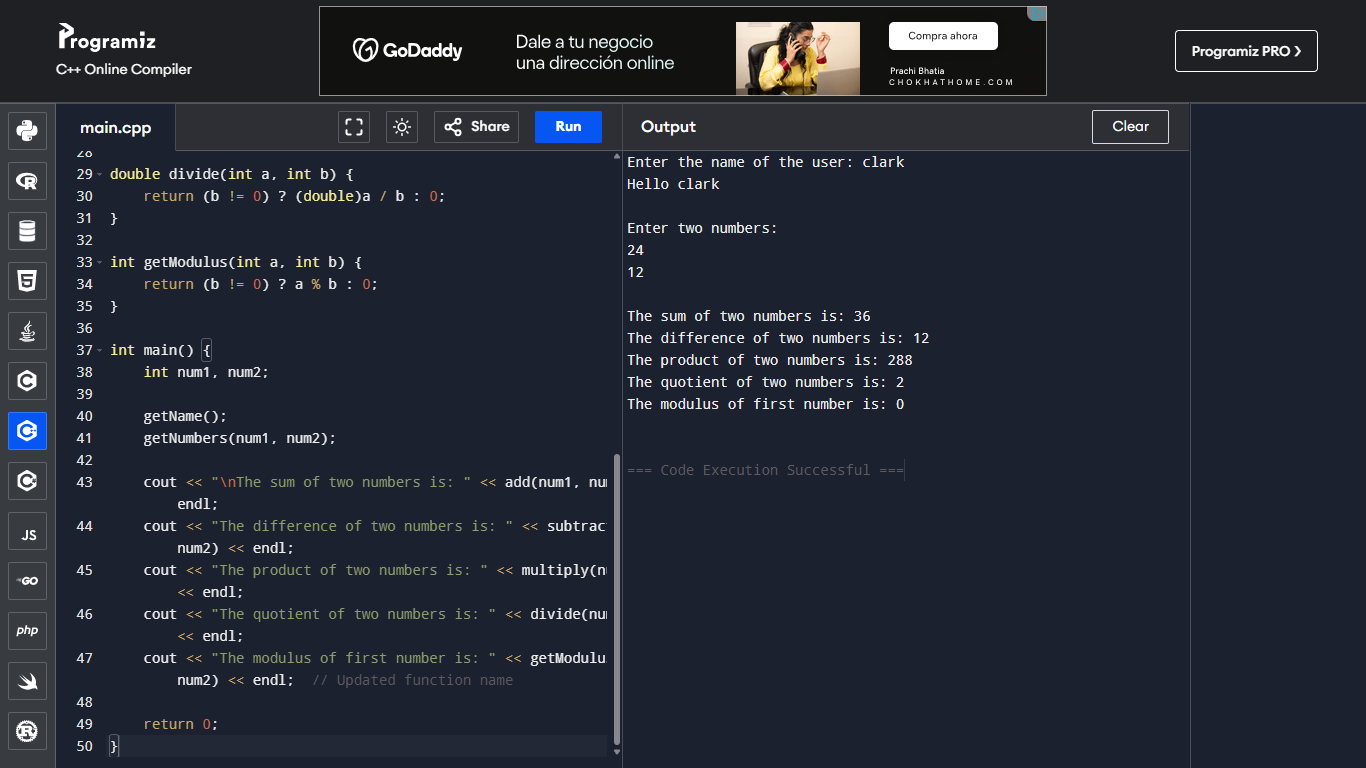 Programiz
C++ Online Compiler
GoDaddy
Dale a tu negocio
una dirección online
Compra ahora
Prachi Bhatia
CHOKHATHOME.COM
Programiz PRO >
main.cpp
Share
Run
Output
Clear
28
29 double divide(int a, int b) {
30     return (b != 0) ? (double)a / b : 0;
31 }
32
33 int getModulus(int a, int b) {
34     return (b != 0) ? a % b : 0;
35 }
36
37 int main() {
38     int num1, num2;
39
40     getName();
41     getNumbers(num1, num2);
42
43     cout << "\nThe sum of two numbers is: " << add(num1, nu
endl;
44     cout << "The difference of two numbers is: " << subtrac
num2) << endl;
45     cout << "The product of two numbers is: " << multiply(n
<< endl;
46     cout << "The quotient of two numbers is: " << divide(nu
<< endl;
47     cout << "The modulus of first number is: " << getModulu
num2) << endl;  // Updated function name
48
49     return 0;
50 }
Enter the name of the user: clark
Hello clark
Enter two numbers:
24
12
The sum of two numbers is: 36
The difference of two numbers is: 12
The product of two numbers is: 288
The quotient of two numbers is: 2
The modulus of first number is: 0
=== Code Execution Successful ===
R
5
C
C
C
JS
GO
php
R